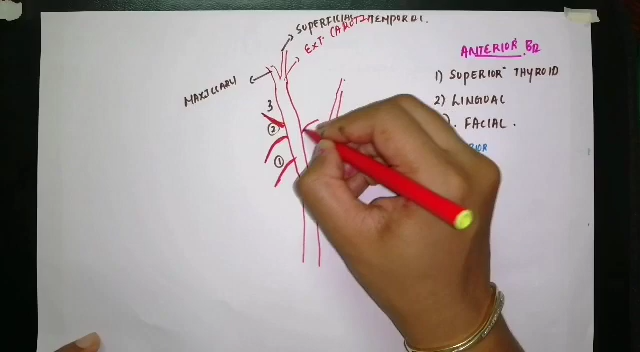 SUPERFICIAL TEMPORAL
EXT. CAROTID
MAXILLARY
3
2
1
ANTERIOR BR
1) SUPERIOR THYROID
2) LINGUAL
. FACIAL.